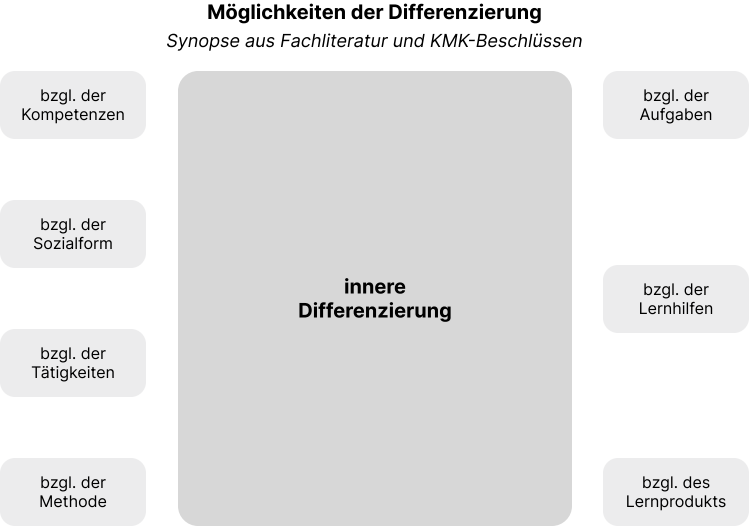 Möglichkeiten der Differenzierung
Synopse aus Fachliteratur und KMK-Beschlüssen
bzgl. der
Kompetenzen
bzgl. der
Sozialform
bzgl. der
Tätigkeiten
bzgl. der
Methode
innere
Differenzierung
bzgl. der
Aufgaben
bzgl. der
Lernhilfen
bzgl. des
Lernprodukts